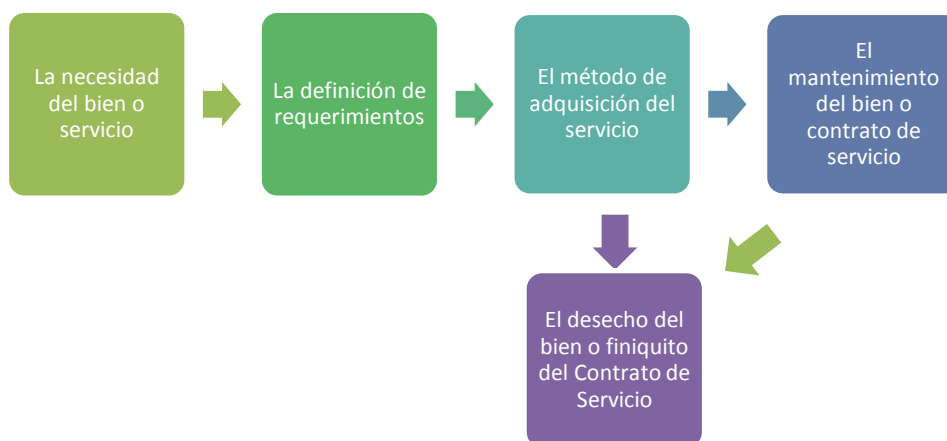 La necesidad
del bien o
servicio
La definición de
requerimientos
El método de
adquisición del
servicio
El
mantenimiento
del bien o
contrato de
servicio
El desecho del
bien o finiquito
del Contrato de
Servicio